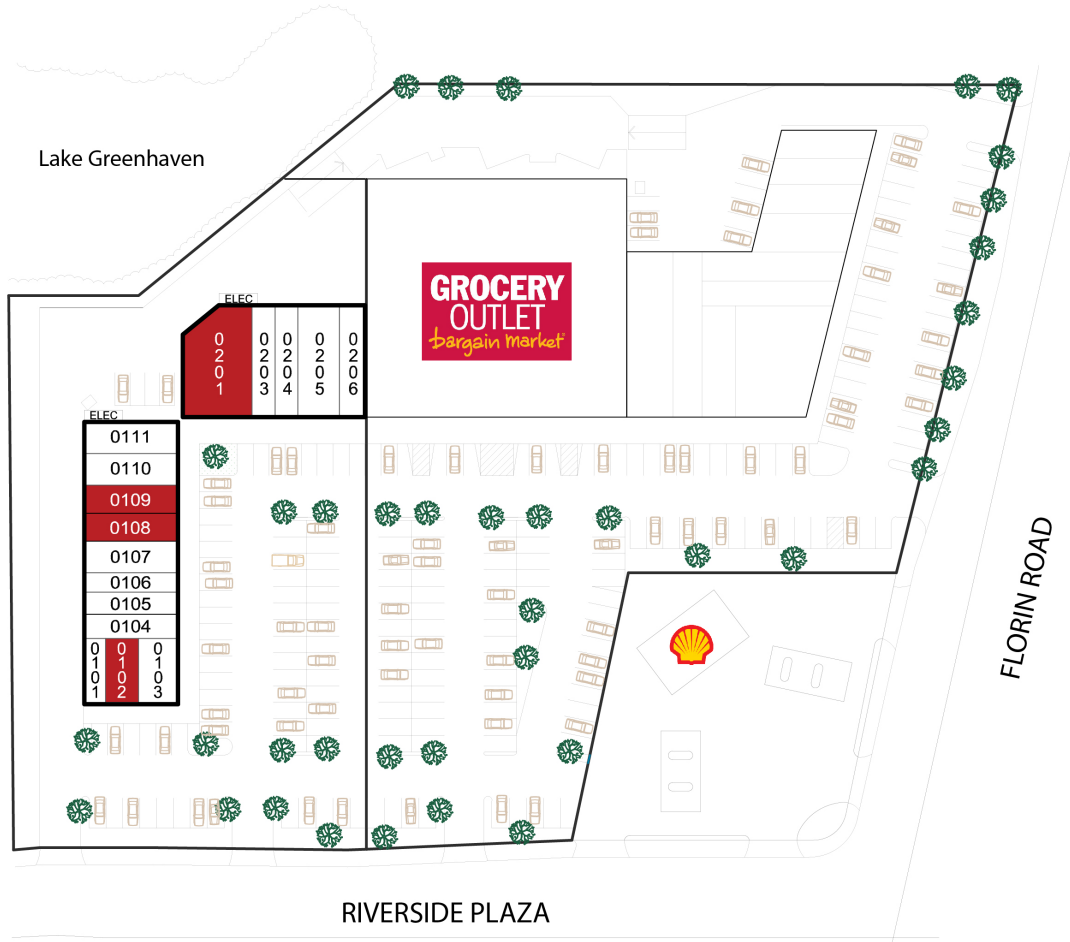 Lake Greenhaven
GROCERY
OUTLET
bargain market
ELEC
0201
0203
0204
0205
0206
ELEC
0111
0110
0109
0108
0107
0106
0105
0104
0101
0102
0103
FLORIN ROAD
RIVERSIDE PLAZA